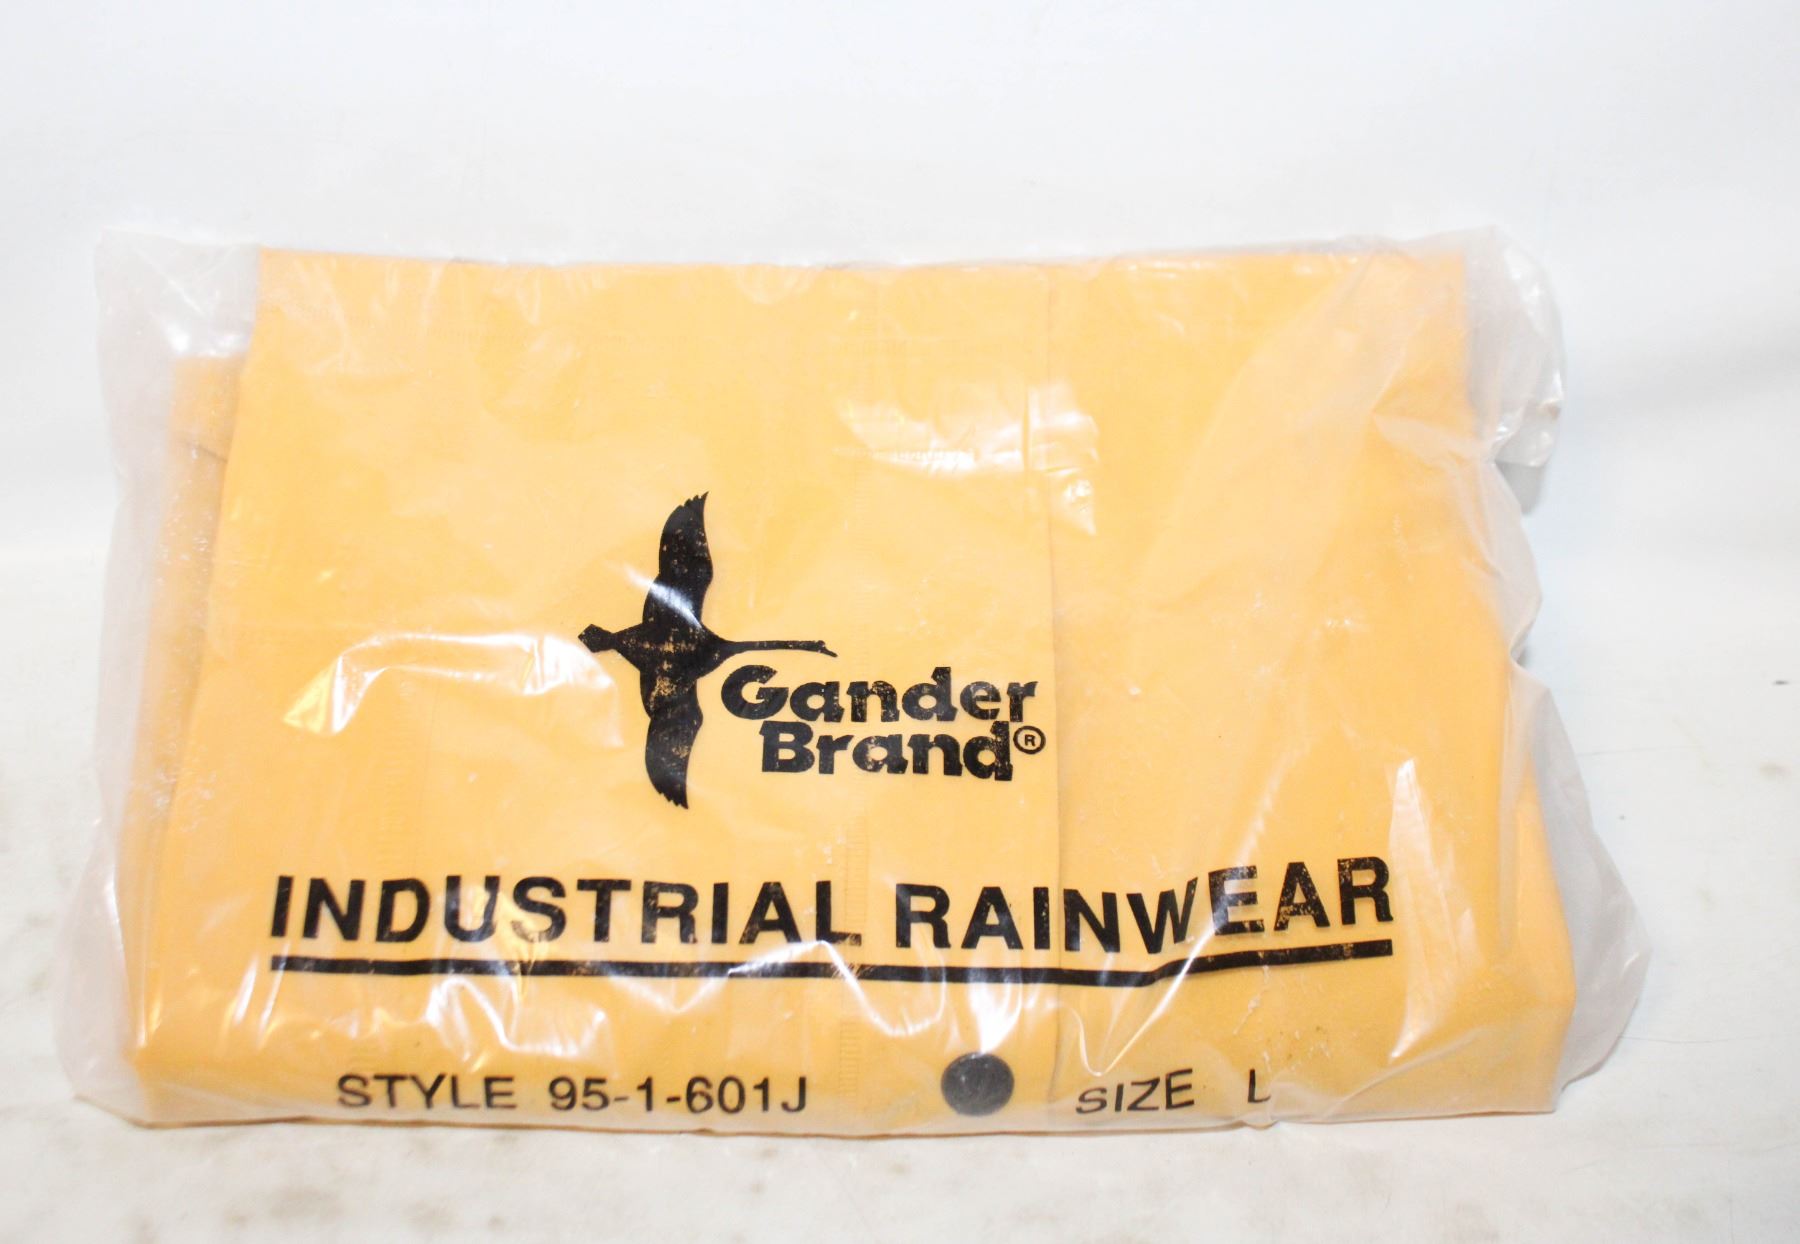 Gander
Brand®
INDUSTRIAL RAINWEAR
STYLE 95-1-601J SIZE L